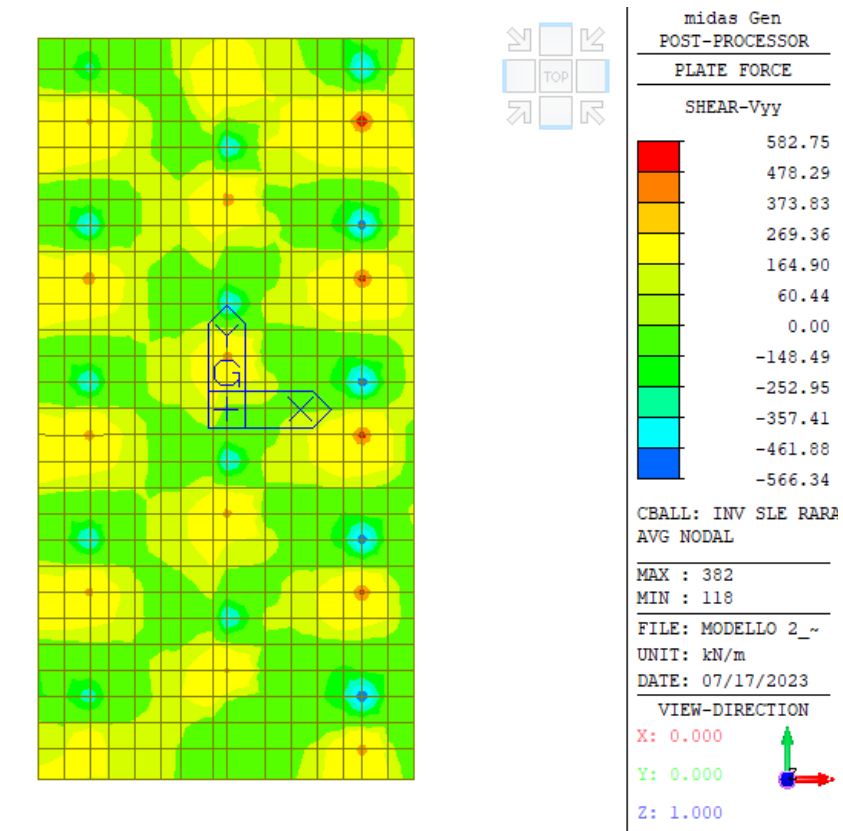 TOP
G
X
midas Gen
POST-PROCESSOR
PLATE FORCE
SHEAR-Vyy
582.75
478.29
373.83
269.36
164.90
60.44
0.00
-148.49
-252.95
-357.41
-461.88
-566.34
CBALL: INV SLE RARA
AVG NODAL
MAX : 382
MIN : 118
FILE: MODELLO 2_~
UNIT: kN/m
DATE: 07/17/2023
VIEW-DIRECTION
X: 0.000
Y: 0.000
Z: 1.000